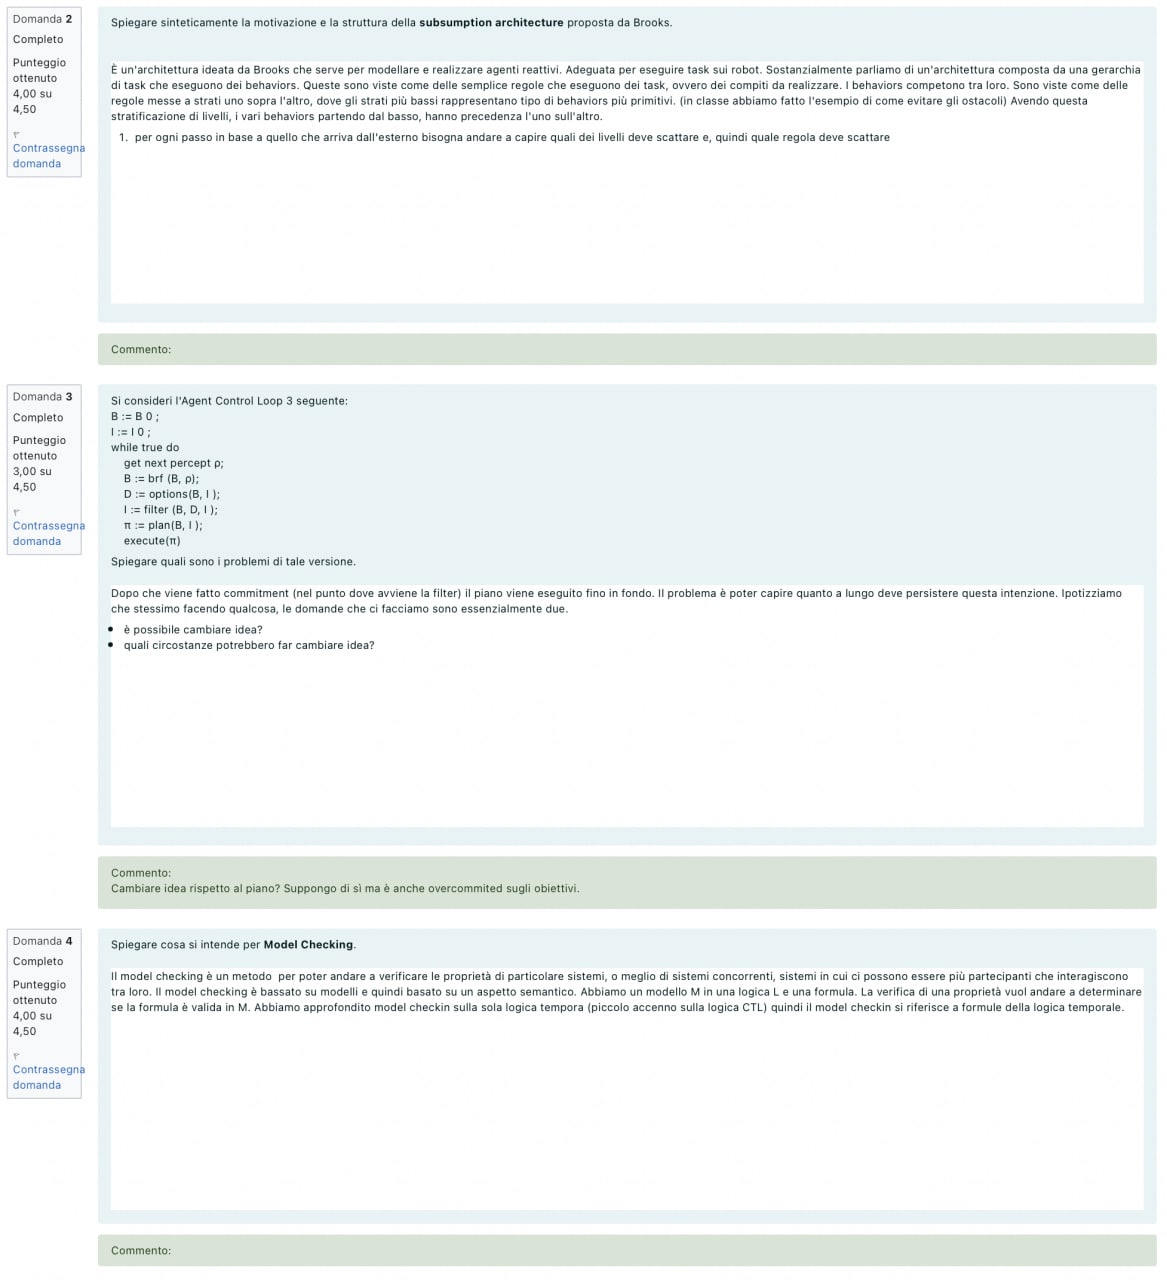 Domanda 2
Completo
Punteggio
ottenuto
4,00 su
4,50
Contrassegna
domanda
Spiegare sinteticamente la motivazione e la struttura della subsumption architecture proposta da Brooks.
È un'architettura ideata da Brooks che serve per modellare e realizzare agenti reattivi. Adeguata per eseguire task sui robot. Sostanzialmente parliamo di un'architettura composta da una gerarchia
di task che eseguono dei behaviors. Queste sono viste come delle semplice regole che eseguono dei task, ovvero dei compiti da realizzare. I behaviors competono tra loro. Sono viste come delle
regole messe a strati uno sopra l'altro, dove gli strati più bassi rappresentano tipo di behaviors più primitivi. (in classe abbiamo fatto l'esempio di come evitare gli ostacoli) Avendo questa
stratificazione di livelli, i vari behaviors partendo dal basso, hanno precedenza l'uno sull'altro.
1. per ogni passo in base a quello che arriva dall'esterno bisogna andare a capire quali dei livelli deve scattare e, quindi quale regola deve scattare
Commento:
Domanda 3
Completo
Punteggio
ottenuto
3,00 su
4,50
Contrassegna
domanda
Si consideri l'Agent Control Loop 3 seguente:
B := B 0 ;
I := I 0 ;
while true do
get next percept ρ;
B := brf (B, ρ);
D := options(B, I );
I := filter (B, D, I );
π := plan(B, I );
execute(π)
Spiegare quali sono i problemi di tale versione.
Dopo che viene fatto commitment (nel punto dove avviene la filter) il piano viene eseguito fino in fondo. Il problema è poter capire quanto a lungo deve persistere questa intenzione. Ipotizziamo
che stessimo facendo qualcosa, le domande che ci facciamo sono essenzialmente due.
• è possibile cambiare idea?
• quali circostanze potrebbero far cambiare idea?
Commento:
Cambiare idea rispetto al piano? Suppongo di sì ma è anche overcommited sugli obiettivi.
Domanda 4
Completo
Punteggio
ottenuto
4,00 su
4,50
Contrassegna
domanda
Spiegare cosa si intende per Model Checking.
Il model checking è un metodo  per poter andare a verificare le proprietà di particolare sistemi, o meglio di sistemi concorrenti, sistemi in cui ci possono essere più partecipanti che interagiscono
tra loro. Il model checking è bassato su modelli e quindi basato su un aspetto semantico. Abbiamo un modello M in una logica L e una formula. La verifica di una proprietà vuol andare a determinare
se la formula è valida in M. Abbiamo approfondito model checkin sulla sola logica tempora (piccolo accenno sulla logica CTL) quindi il model checkin si riferisce a formule della logica temporale.
Commento: